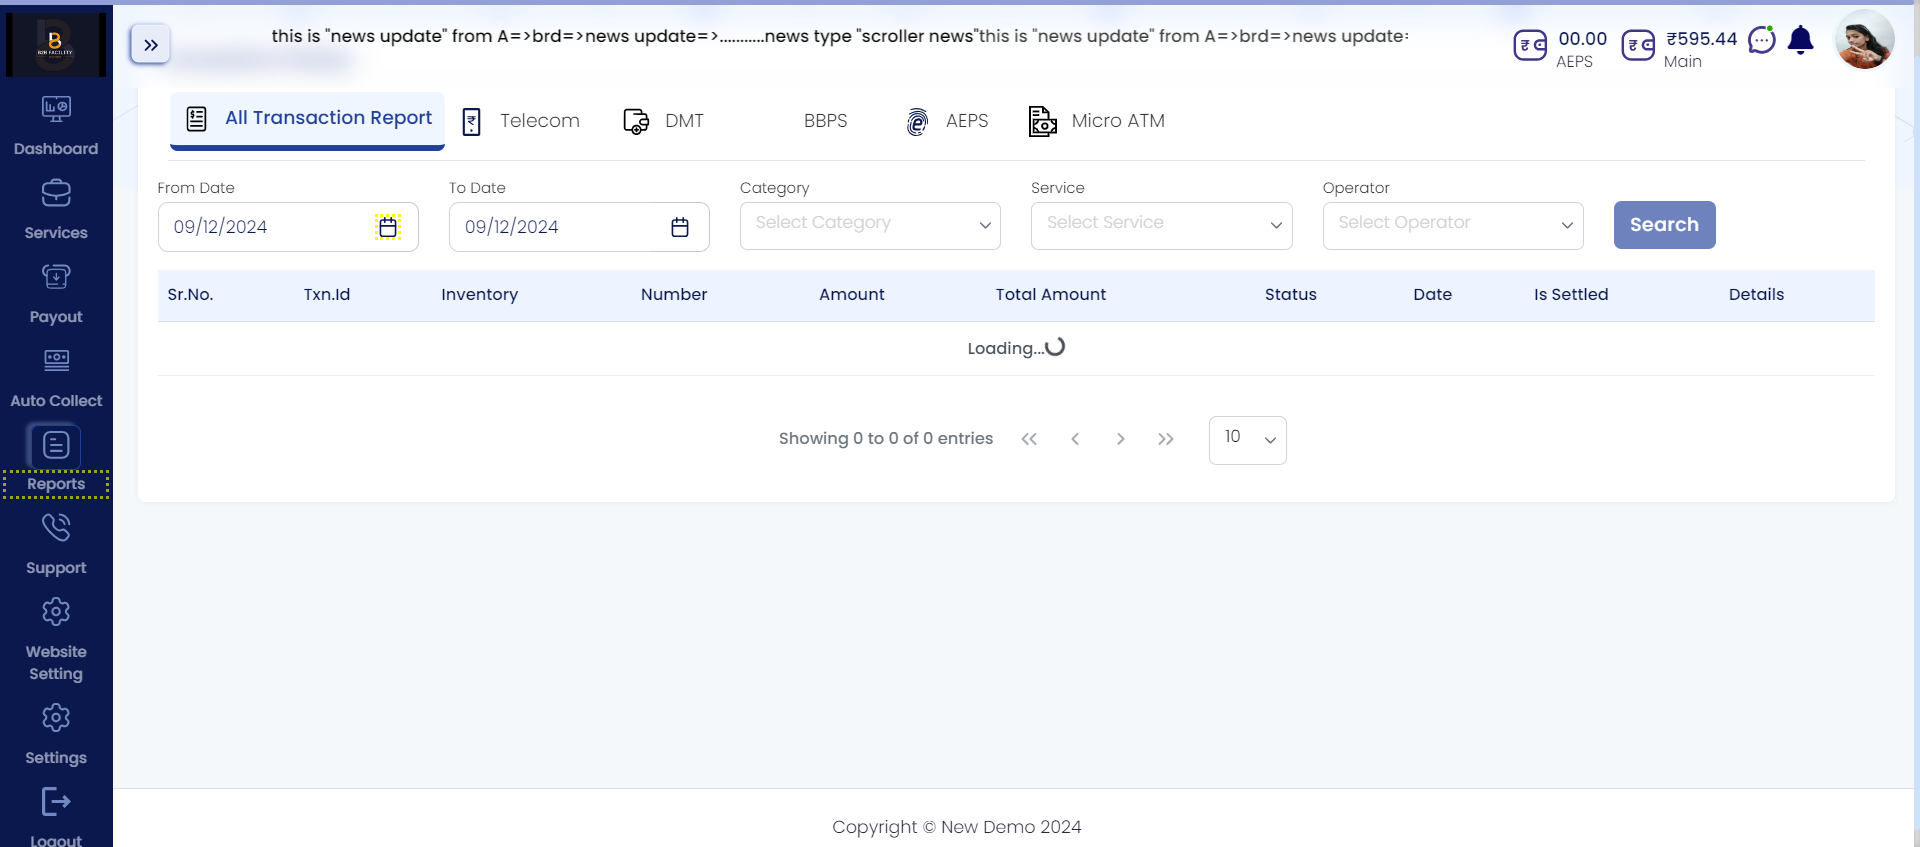 B2B FACILITY
this is "news update" from A=>brd=>news update=>...........news type "scroller news"this is "news update" from A=>brd=>news update=
00.00
AEPS
₹595.44
Main
Dashboard
Services
Payout
Auto Collect
Reports
Support
Website
Setting
Settings
Logout
All Transaction Report
Telecom
DMT
BBPS
AEPS
Micro ATM
From Date
To Date
Category
Service
Operator
09/12/2024
09/12/2024
Select Category
Select Service
Select Operator
Search
Sr.No. Txn.Id Inventory Number Amount Total Amount Status Date Is Settled Details
Loading...
Showing 0 to 0 of 0 entries
10
Copyright © New Demo 2024